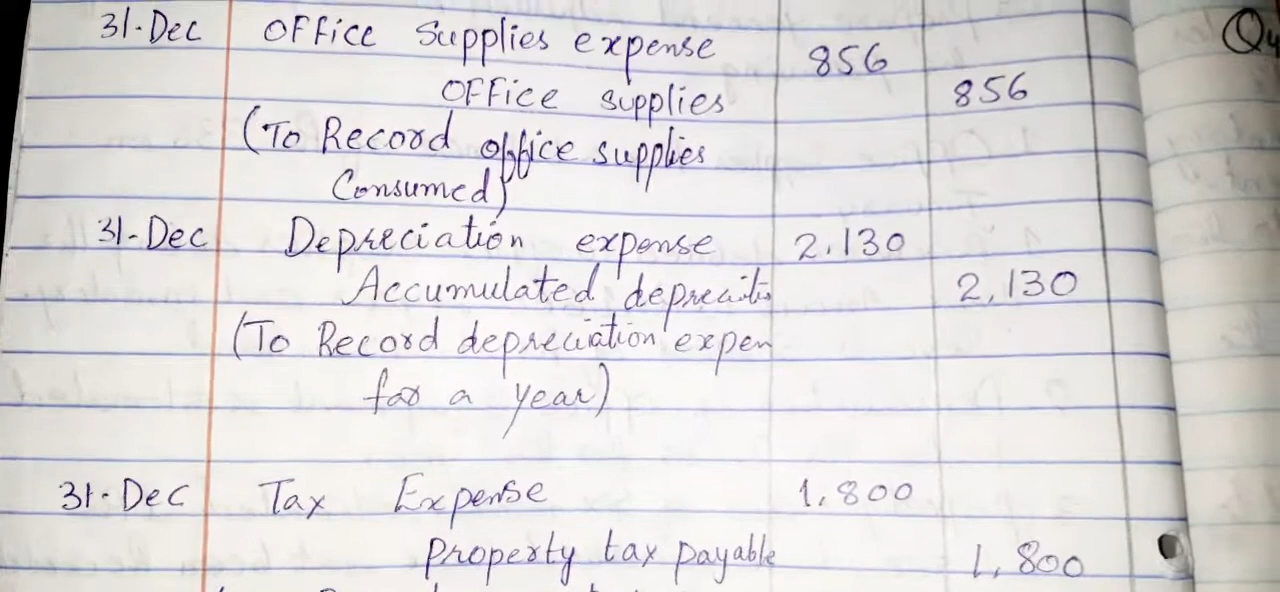 31-Dec Office Supplies expense 856
Office supplies 856
(To Record office supplies
Consumed)
31-Dec Depreciation expense 2,130
Accumulated depreciatio 2,130
(To Record depreciation expen
for a year)
31-Dec Tax Expense 1,800
Property tax payable 1,800